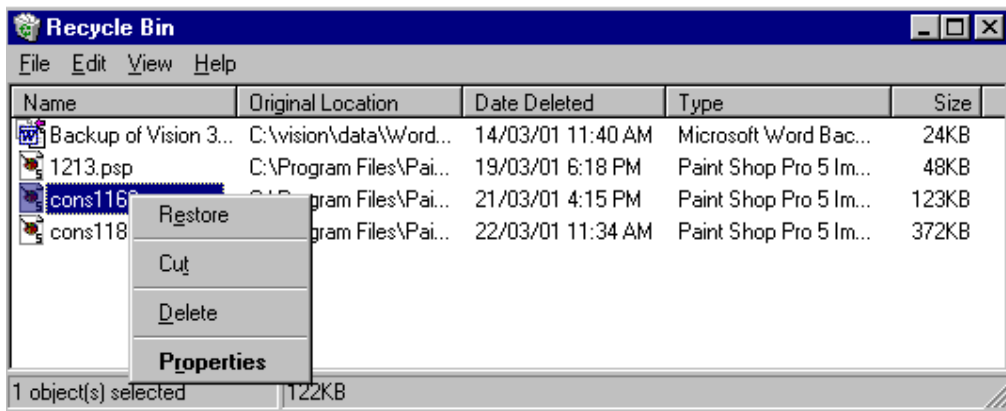 Recycle Bin
File Edit View Help
Name Original Location Date Deleted Type Size
Backup of Vision 3... C:\vision\data\Word... 14/03/01 11:40 AM Microsoft Word Bac... 24KB
1213.psp C:\Program Files\Pai... 19/03/01 6:18 PM Paint Shop Pro 5 Im... 48KB
cons116 gram Files\Pai... 21/03/01 4:15 PM Paint Shop Pro 5 Im... 123KB
cons118 gram Files\Pai... 22/03/01 11:34 AM Paint Shop Pro 5 Im... 372KB
Restore
Cut
Delete
Properties
1 object(s) selected 122KB